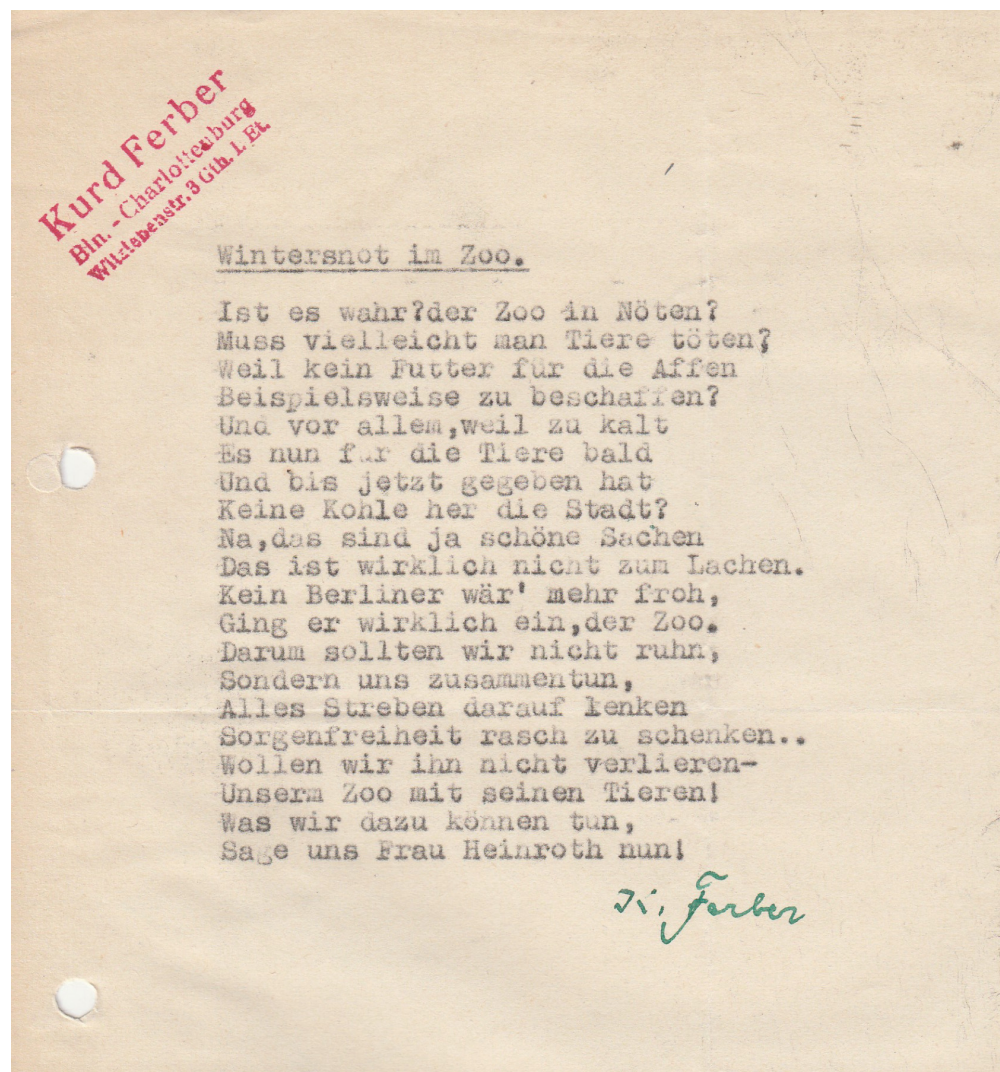 Kurd Ferber
Bln. - Charlottenburg
Witzlebenstr. 3 Gth. I. Et.
Wintersnot im Zoo.
Ist es wahr?der Zoo in Nöten?
Muss vielleicht man Tiere töten?
Weil kein Futter für die Affen
Beispielsweise zu beschaffen?
Und vor allem,weil zu kalt
Es nun für die Tiere bald
Und bis jetzt gegeben hat
Keine Kohle her die Stadt?
Na,das sind ja schöne Sachen
Das ist wirklich nicht zum Lachen.
Kein Berliner wär' mehr froh,
Ging er wirklich ein,der Zoo.
Darum sollten wir nicht ruhn,
Sondern uns zusammentun,
Alles Streben darauf lenken
Sorgenfreiheit rasch zu schenken..
Wollen wir ihn nicht verlieren-
Unserm Zoo mit seinen Tieren!
Was wir dazu können tun,
Sage uns Frau Heinroth nun!
K. Ferber